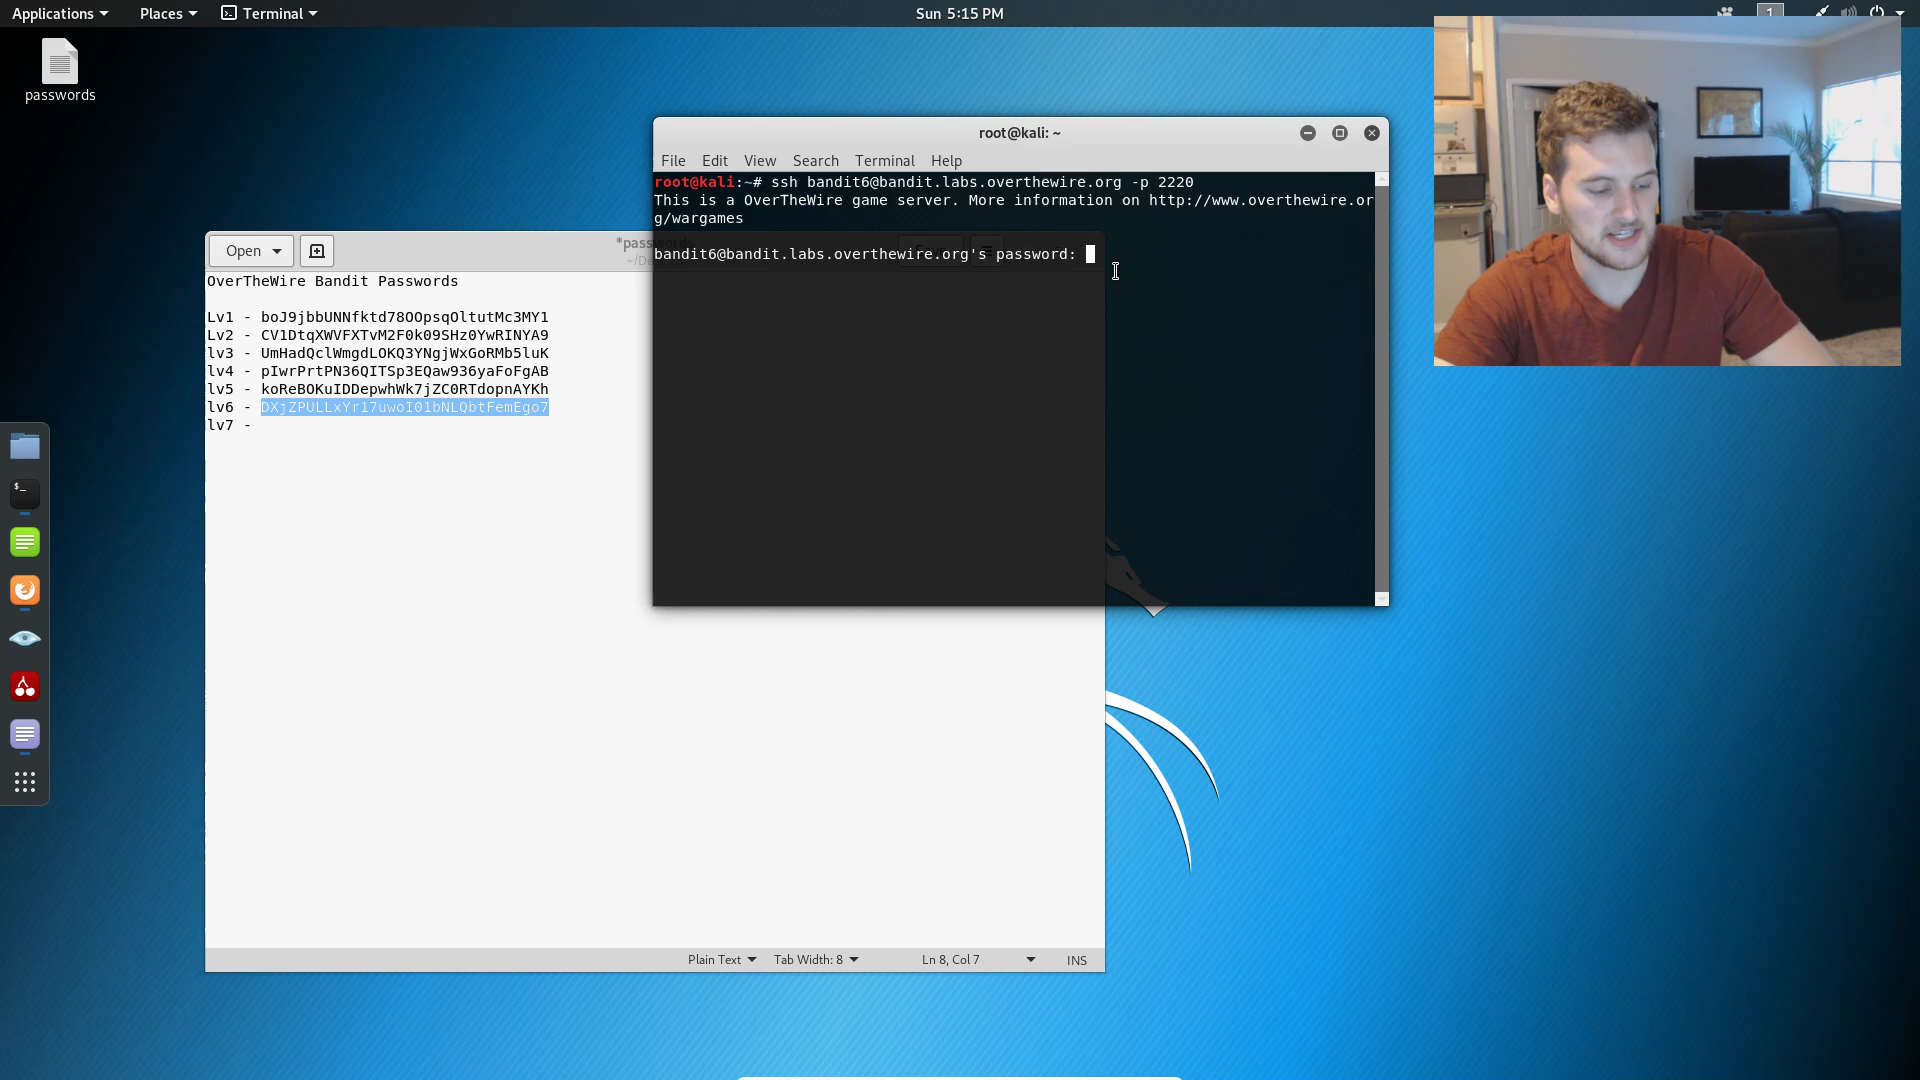 Applications Places Terminal Sun 5:15 PM 1
passwords
root@kali: ~
File Edit View Search Terminal Help
root@kali:~# ssh bandit6@bandit.labs.overthewire.org -p 2220
This is a OverTheWire game server. More information on http://www.overthewire.or
g/wargames
bandit6@bandit.labs.overthewire.org's password:
Open
OverTheWire Bandit Passwords
Lv1 - boJ9jbbUNNfktd78OOpsqOltutMc3MY1
Lv2 - CV1DtqXWVFXTvM2F0k09SHz0YwRINYA9
lv3 - UmHadQclWmgdLOKQ3YNgjWxGoRMb5luK
lv4 - pIwrPrtPN36QITSp3EQaw936yaFoFgAB
lv5 - koReBOKuIDDepwhWk7jZC0RTdopnAYKh
lv6 - DXjZPULLxYr17uwoI01bNLQbtFemEgo7
lv7 -
Plain Text Tab Width: 8 Ln 8, Col 7 INS